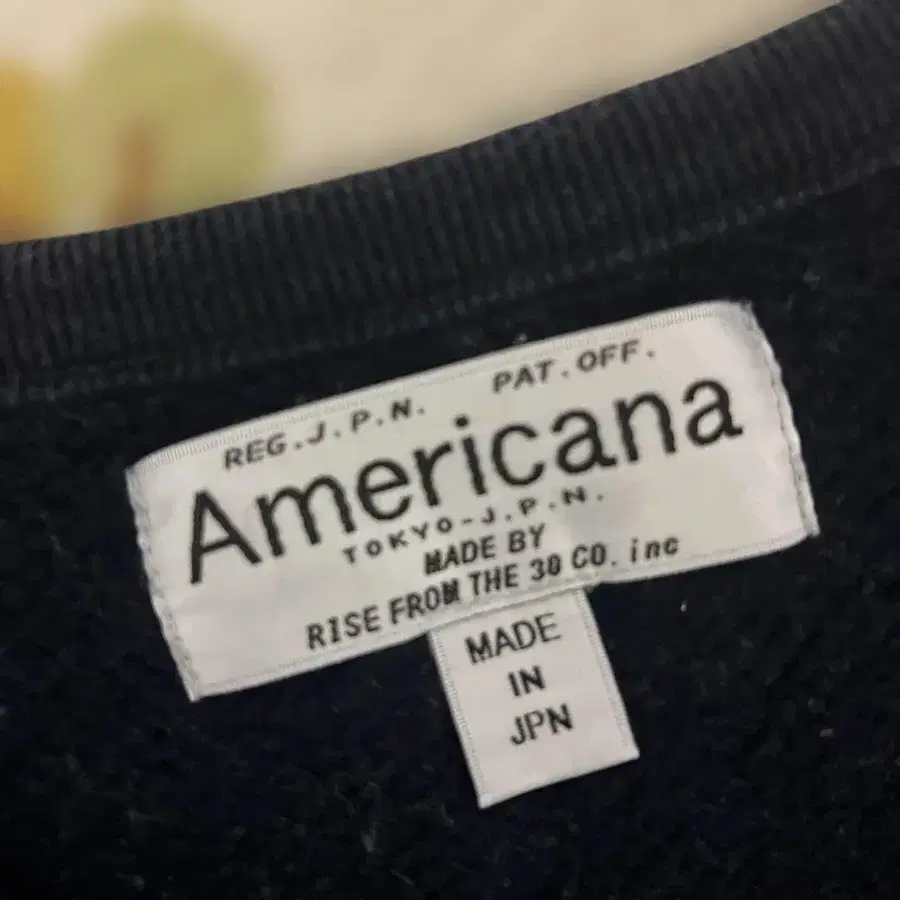 REG.J.P.N. PAT.OFF.
Americana
TOKYO-J.P.N.
MADE BY
RISE FROM THE 30 CO. inc
MADE
IN
JPN